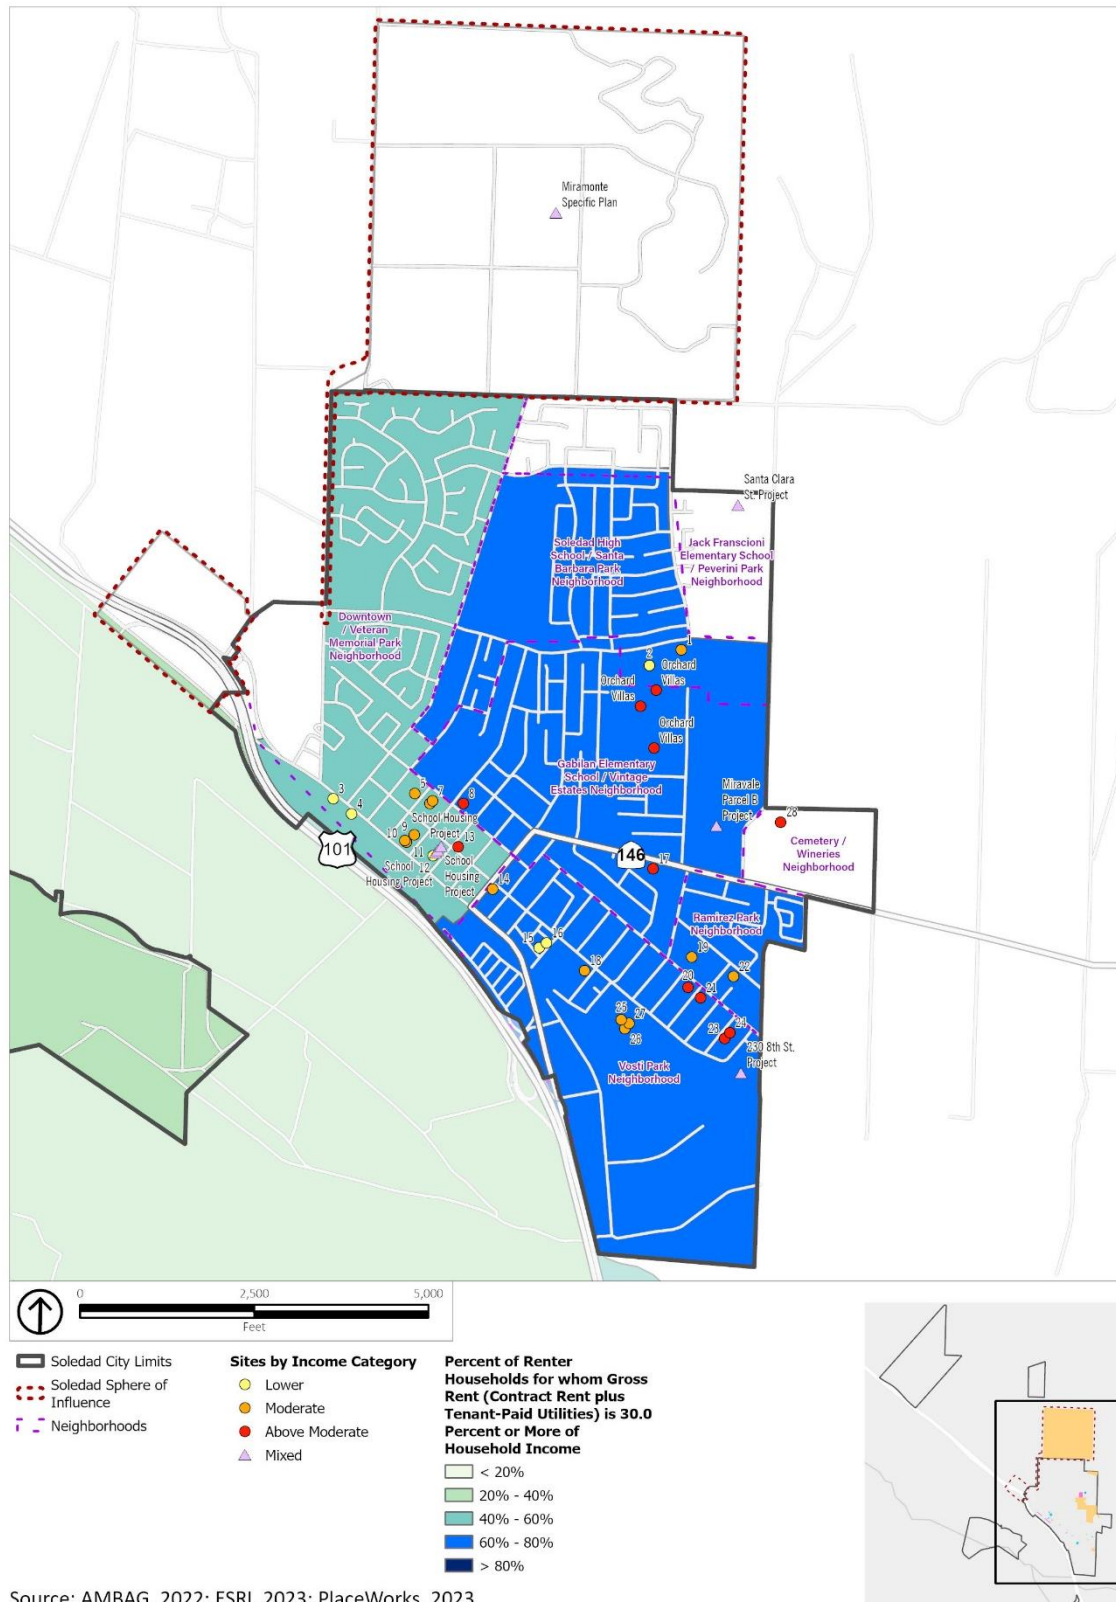 Miramonte
Specific Plan
Santa Clara
St. Project
Soledad High
School / Santa
Barbara Park
Neighborhood
Jack Franscioni
Elementary School
/ Peverini Park
Neighborhood
Downtown
/ Veteran
Memorial Park
Neighborhood
1
2
Orchard
Villas
Orchard
Villas
Orchard
Villas
Gabilan Elementary
School / Vintage
Estates Neighborhood
Miravale
Parcel B
Project
3
4
7
8
School Housing
Project
9
10
11
12
13
School
Housing Project
School
Housing
Project
101
146
14
17
28
Cemetery /
Wineries
Neighborhood
Ramirez Park
Neighborhood
15
16
18
19
20
21
22
23
24
25
26
27
230 8th St.
Project
Vosti Park
Neighborhood
0
2,500
5,000
Feet
Soledad City Limits
Soledad Sphere of
Influence
Neighborhoods
Sites by Income Category
Lower
Moderate
Above Moderate
Mixed
Percent of Renter
Households for whom Gross
Rent (Contract Rent plus
Tenant-Paid Utilities) is 30.0
Percent or More of
Household Income
< 20%
20% - 40%
40% - 60%
60% - 80%
> 80%
Source: AMBAG, 2022; ESRI, 2023; PlaceWorks, 2023